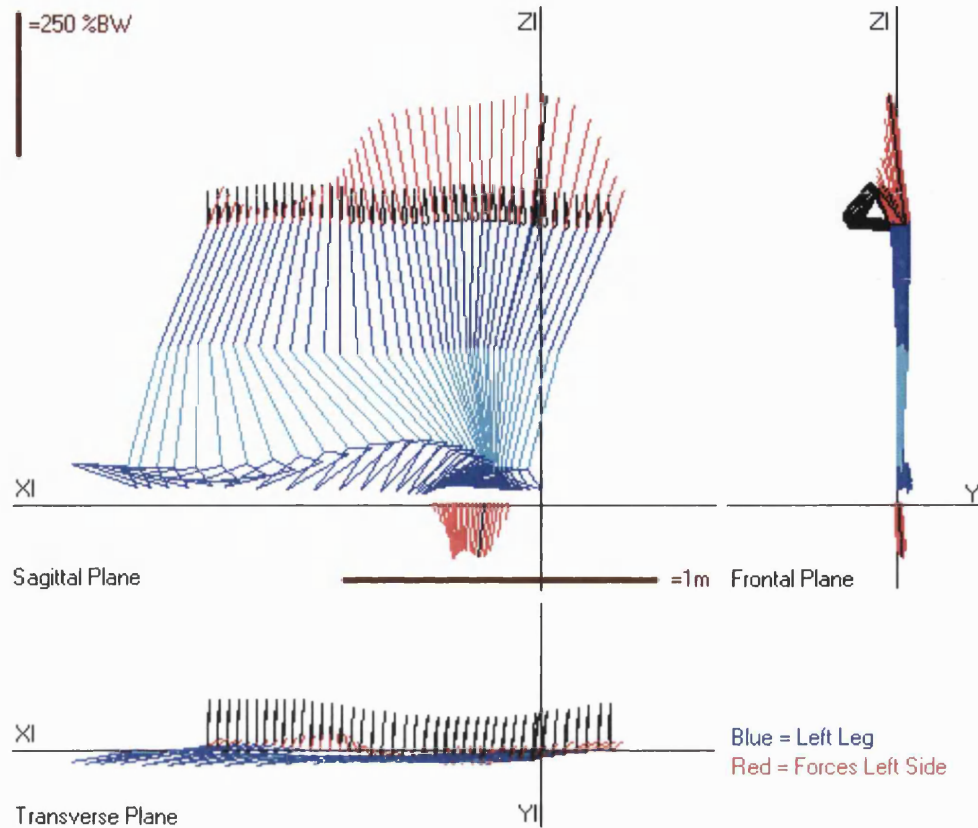 =250 %BW
ZI
ZI
XI
Y
Sagittal Plane
=1m
Frontal Plane
XI
Blue = Left Leg
Red = Forces Left Side
Transverse Plane
YI